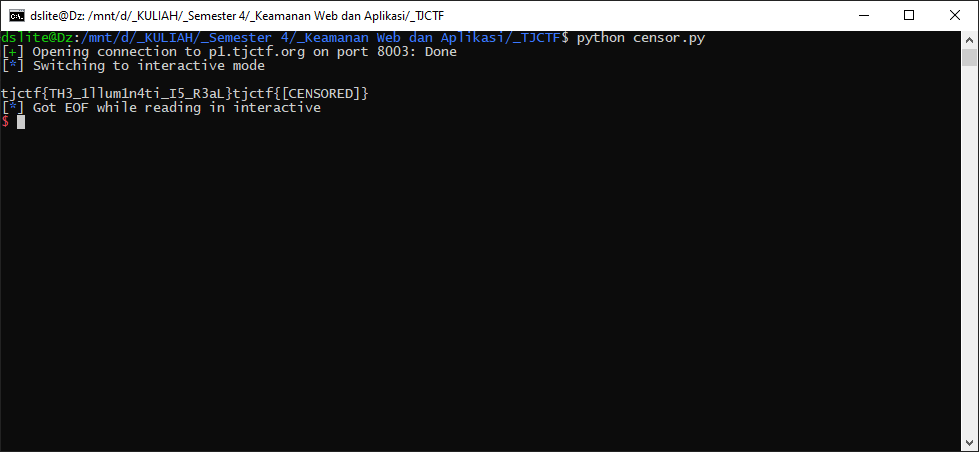 dslite@Dz: /mnt/d/_KULIAH/_Semester 4/_Keamanan Web dan Aplikasi/_TJCTF
dslite@Dz:/mnt/d/_KULIAH/_Semester 4/_Keamanan Web dan Aplikasi/_TJCTF$ python censor.py
[+] Opening connection to p1.tjctf.org on port 8003: Done
[*] Switching to interactive mode
tjctf{TH3_1llum1n4ti_I5_R3aL}tjctf{[CENSORED]}
[*] Got EOF while reading in interactive
$